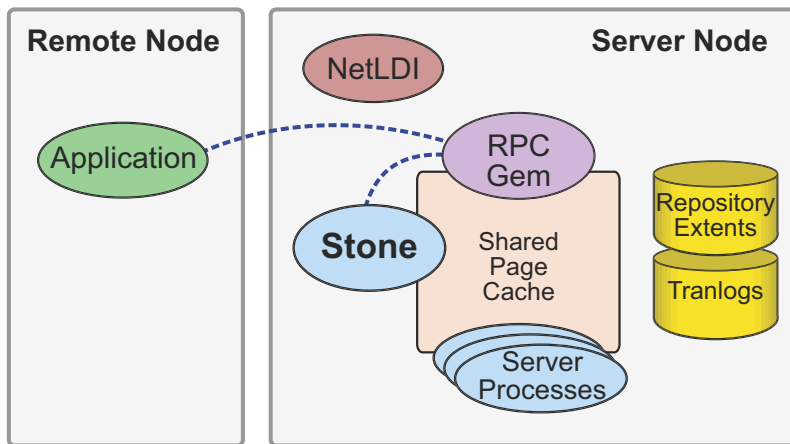 Remote Node
Server Node
NetLDI
Application
RPC
Gem
Stone
Shared
Page
Cache
Repository
Extents
Tranlogs
Server
Processes